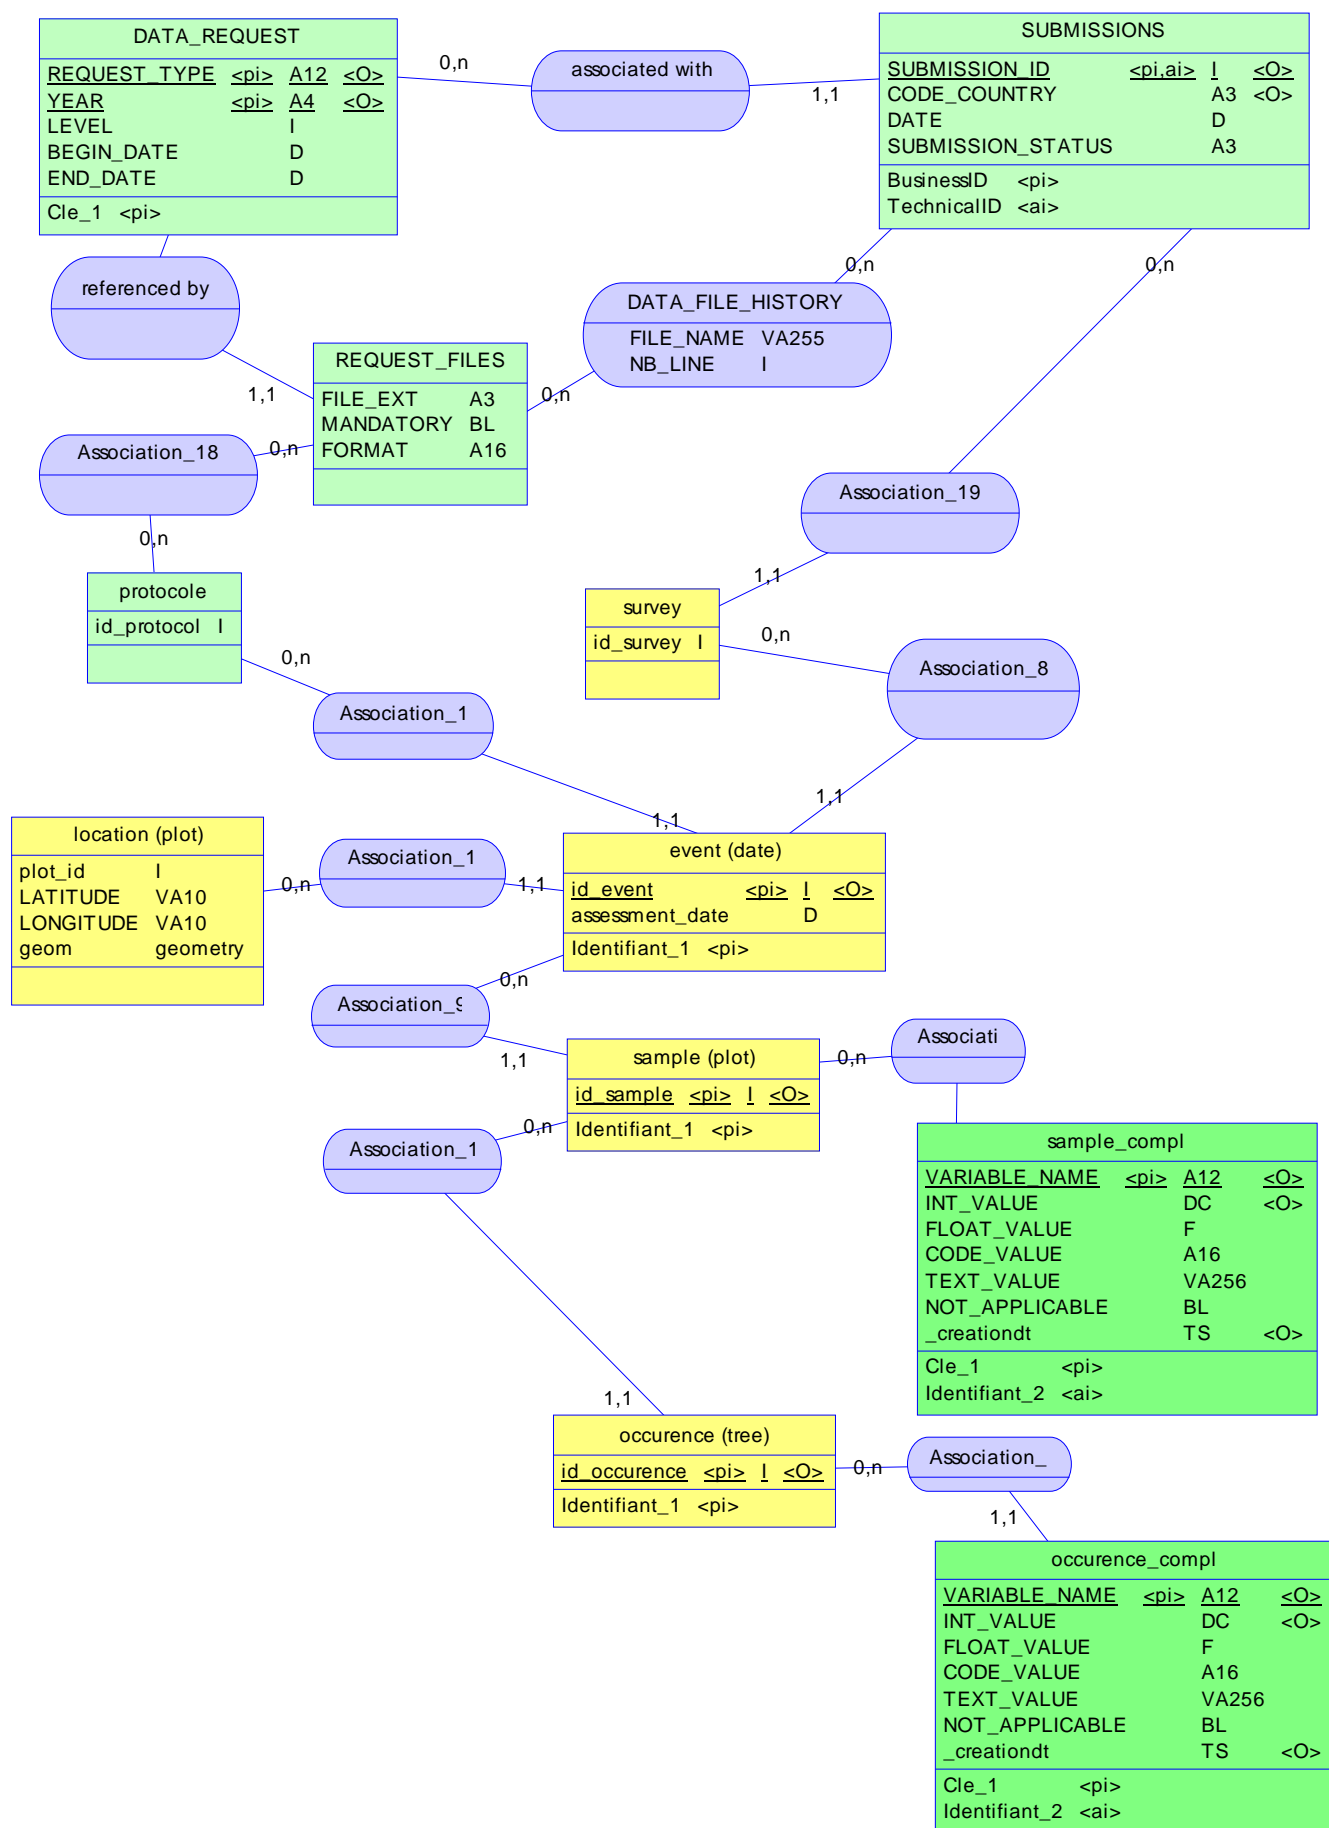 DATA_REQUEST
REQUEST_TYPE <pi> A12 <O>
YEAR <pi> A4 <O>
LEVEL I
BEGIN_DATE D
END_DATE D
Cle_1 <pi>
0,n
associated with
1,1
SUBMISSIONS
SUBMISSION_ID <pi,ai> I <O>
CODE_COUNTRY A3 <O>
DATE D
SUBMISSION_STATUS A3
BusinessID <pi>
TechnicalID <ai>
referenced by
1,1
0,n
0,n
DATA_FILE_HISTORY
FILE_NAME VA255
NB_LINE I
0,n
REQUEST_FILES
FILE_EXT A3
MANDATORY BL
FORMAT A16
Association_18
0,n
0,n
Association_19
1,1
protocole
id_protocol I
survey
id_survey I
0,n
0,n
Association_8
Association_1
1,1
1,1
location (plot)
plot_id I
LATITUDE VA10
LONGITUDE VA10
geom geometry
0,n
Association_1
1,1
event (date)
id_event <pi> I <O>
assessment_date D
Identifiant_1 <pi>
0,n
Association_9
1,1
sample (plot)
id_sample <pi> I <O>
Identifiant_1 <pi>
0,n
Associati
0,n
Association_1
sample_compl
VARIABLE_NAME <pi> A12 <O>
INT_VALUE DC <O>
FLOAT_VALUE F
CODE_VALUE A16
TEXT_VALUE VA256
NOT_APPLICABLE BL
_creationdt TS <O>
Cle_1 <pi>
Identifiant_2 <ai>
1,1
occurence (tree)
id_occurence <pi> I <O>
Identifiant_1 <pi>
0,n
Association_
1,1
occurence_compl
VARIABLE_NAME <pi> A12 <O>
INT_VALUE DC <O>
FLOAT_VALUE F
CODE_VALUE A16
TEXT_VALUE VA256
NOT_APPLICABLE BL
_creationdt TS <O>
Cle_1 <pi>
Identifiant_2 <ai>